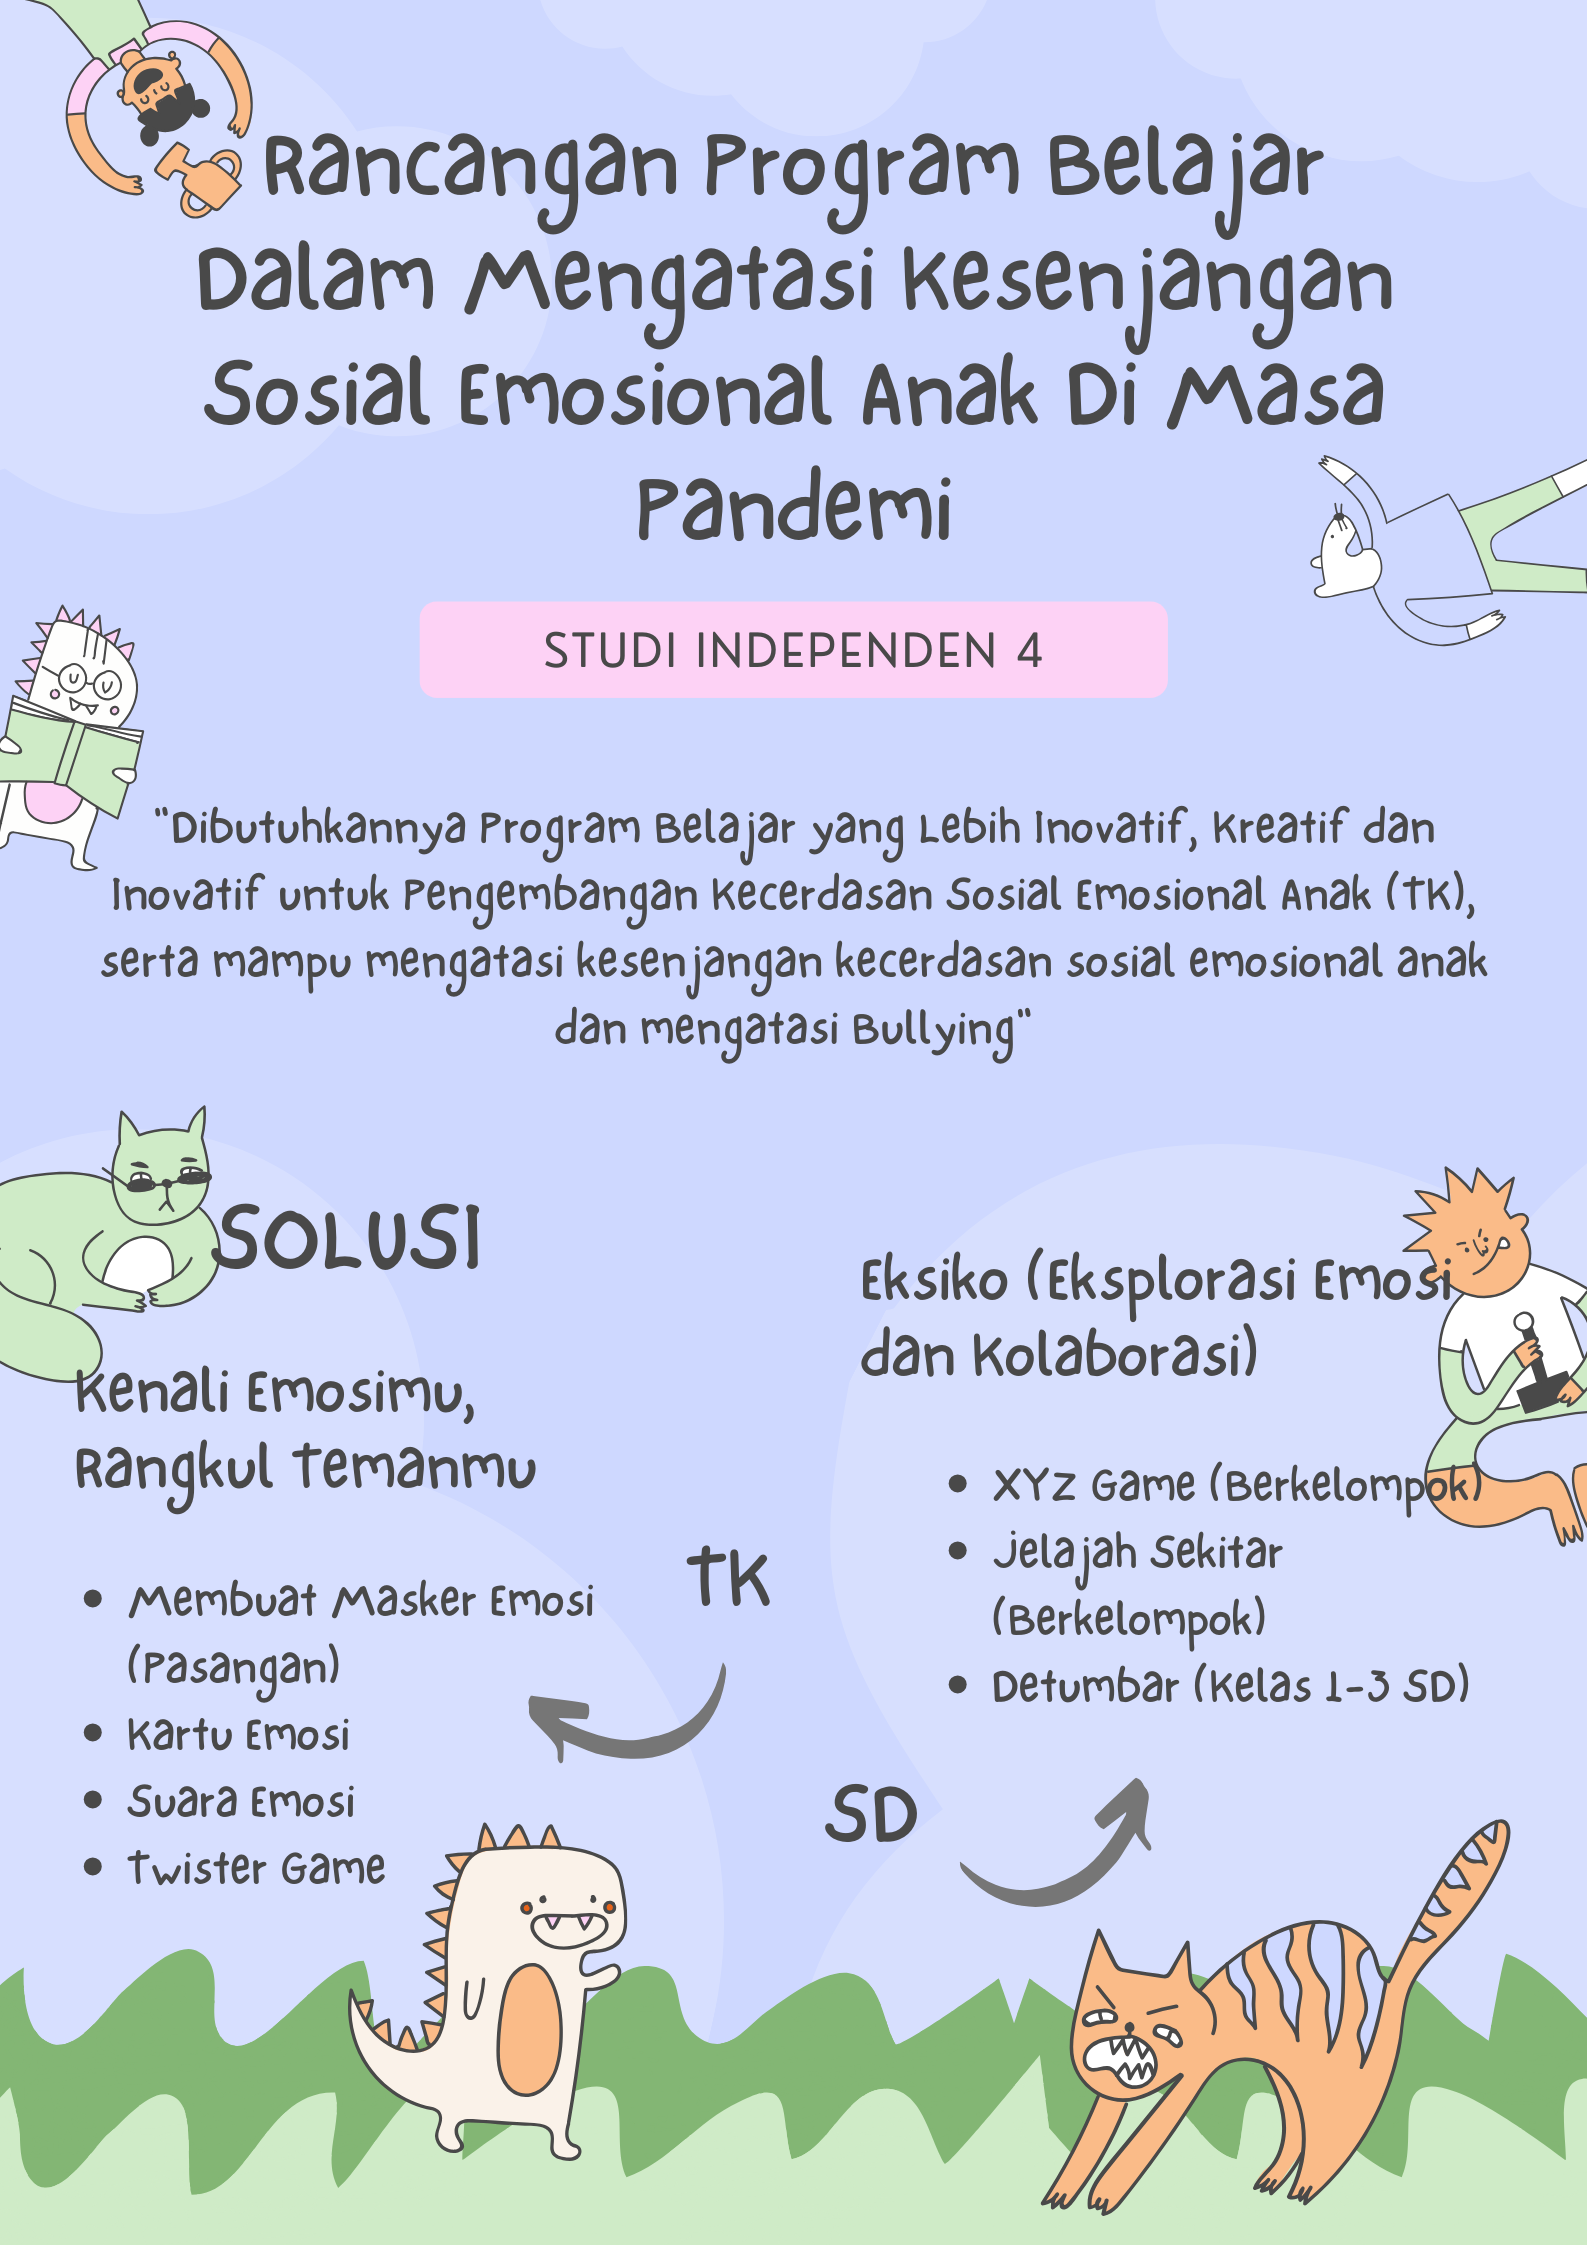 Rancangan Program Belajar
Dalam Mengatasi Kesenjangan
Sosial Emosional Anak Di Masa
Pandemi
STUDI INDEPENDEN 4
"Dibutuhkannya Program Belajar yang Lebih Inovatif, Kreatif dan
Inovatif untuk Pengembangan Kecerdasan Sosial Emosional Anak (TK),
serta mampu mengatasi kesenjangan kecerdasan sosial emosional anak
dan mengatasi Bullying"
SOLUSI
Kenali Emosimu,
Rangkul Temanmu
• Membuat Masker Emosi
(Pasangan)
• Kartu Emosi
• Suara Emosi
• Twister Game
TK
Eksiko (Eksplorasi Emosi
dan Kolaborasi)
• XYZ Game (Berkelompok)
• Jelajah Sekitar
(Berkelompok)
• Detumbar (Kelas 1-3 SD)
SD